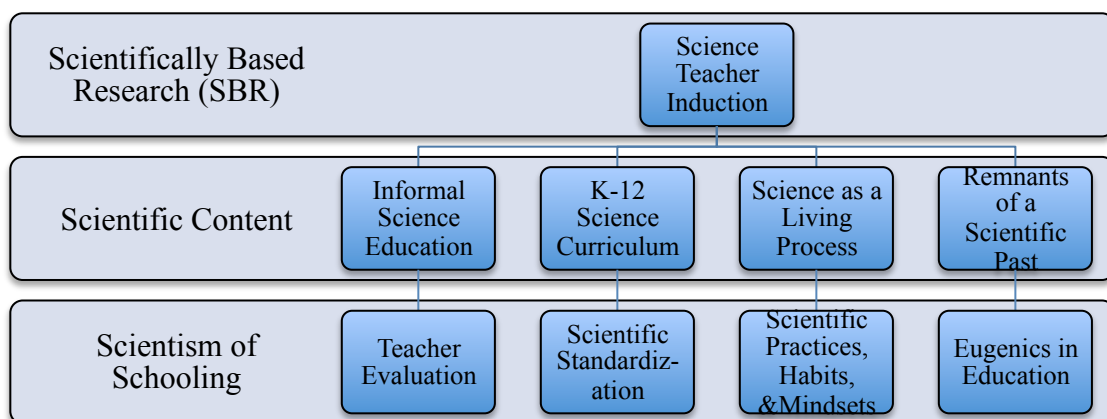 Scientifically Based
Research (SBR)
Science
Teacher
Induction
Scientific Content
Informal
Science
Education
K-12
Science
Curriculum
Science as a
Living
Process
Remnants
of a
Scientific
Past
Scientism of
Schooling
Teacher
Evaluation
Scientific
Standardiz-
ation
Scientific
Practices,
Habits,
&Mindsets
Eugenics in
Education